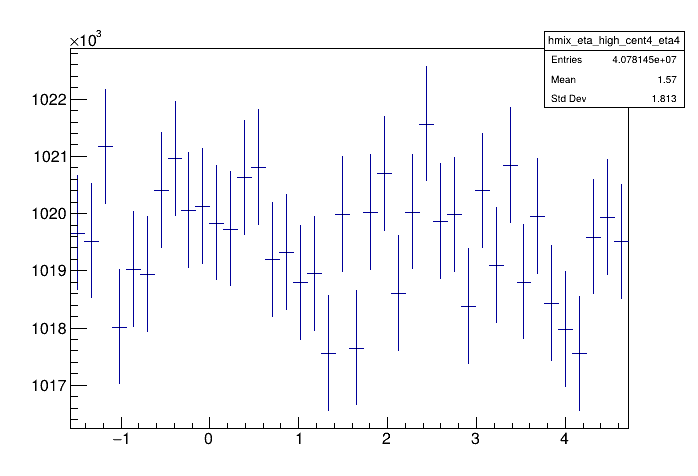 ×10³
hmix_eta_high_cent4_eta4
Entries 4.078145e+07
Mean 1.57
Std Dev 1.813
1022
1021
1020
1019
1018
1017
−1 0 1 2 3 4